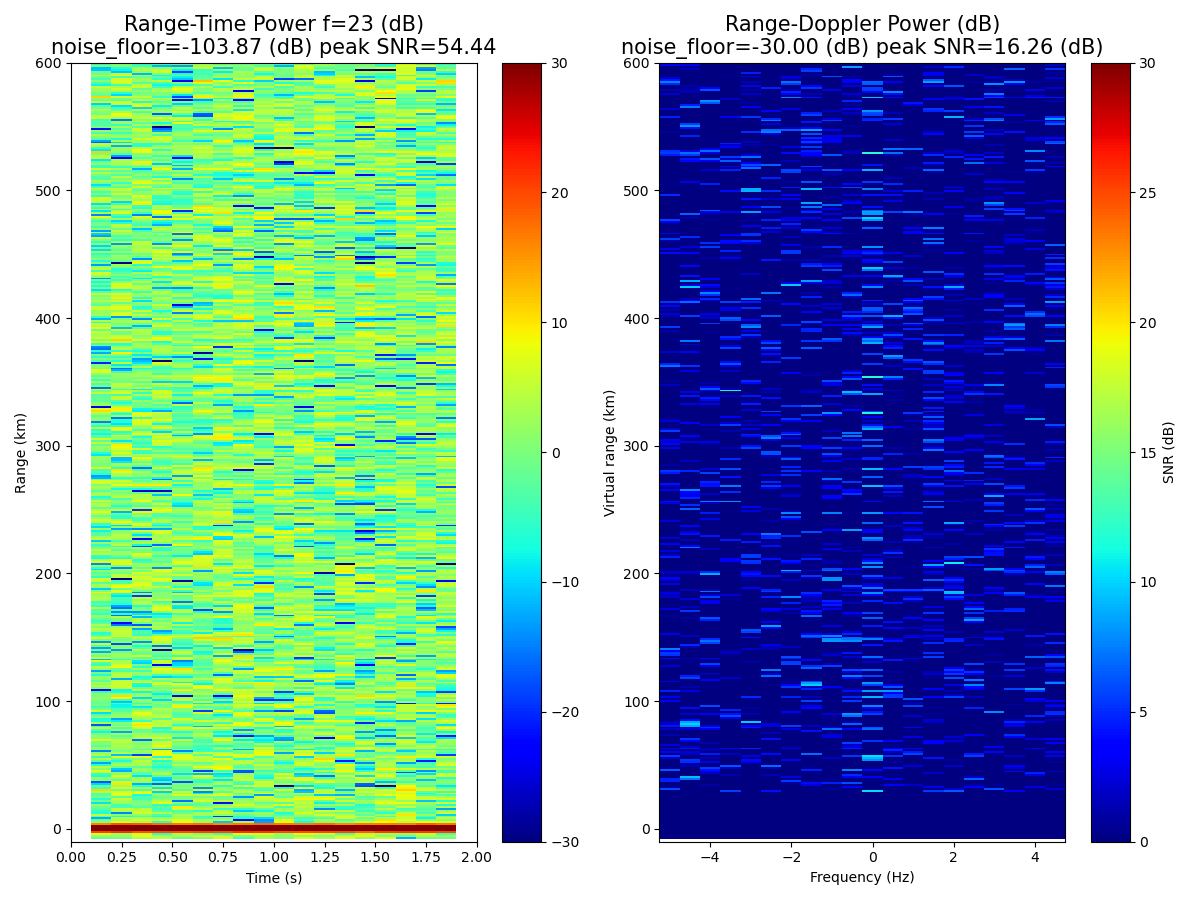 Range-Time Power f=23 (dB)
noise_floor=-103.87 (dB) peak SNR=54.44
Range (km)
600
500
400
300
200
100
0
0.00 0.25 0.50 0.75 1.00 1.25 1.50 1.75 2.00
Time (s)
30
20
10
0
−10
−20
−30
Range-Doppler Power (dB)
noise_floor=-30.00 (dB) peak SNR=16.26 (dB)
Virtual range (km)
600
500
400
300
200
100
0
−4 −2 0 2 4
Frequency (Hz)
30
25
20
15
10
5
0
SNR (dB)